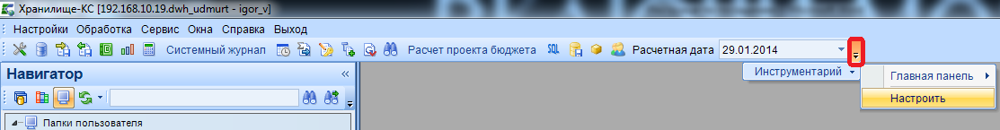 Хранилище-КС [192.168.10.19.dwh_udmurt - igor_v]
Настройки Обработка Сервис Окна Справка Выход
Системный журнал Расчет проекта бюджета SQL Расчетная дата 29.01.2014
Навигатор
Инструментарий
Главная панель
Настроить
Папки пользователя